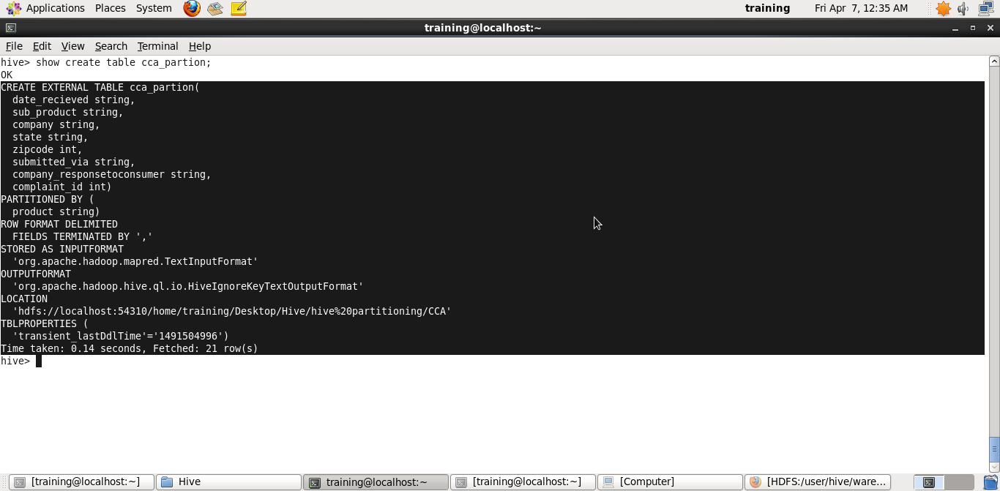 Applications Places System training Fri Apr 7, 12:35 AM
training@localhost:~
File Edit View Search Terminal Help
hive> show create table cca_partion;
OK
CREATE EXTERNAL TABLE cca_partion(
  date_recieved string,
  sub_product string,
  company string,
  state string,
  zipcode int,
  submitted_via string,
  company_responsetoconsumer string,
  complaint_id int)
PARTITIONED BY (
  product string)
ROW FORMAT DELIMITED
  FIELDS TERMINATED BY ','
STORED AS INPUTFORMAT
  'org.apache.hadoop.mapred.TextInputFormat'
OUTPUTFORMAT
  'org.apache.hadoop.hive.ql.io.HiveIgnoreKeyTextOutputFormat'
LOCATION
  'hdfs://localhost:54310/home/training/Desktop/Hive/hive%20partitioning/CCA'
TBLPROPERTIES (
  'transient_lastDdlTime'='1491504996')
Time taken: 0.14 seconds, Fetched: 21 row(s)
hive>
[training@localhost:~] Hive training@localhost:~ [training@localhost:~] [Computer] [HDFS:/user/hive/ware...